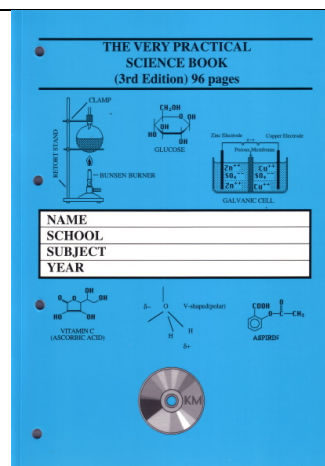 THE VERY PRACTICAL
SCIENCE BOOK
(3rd Edition) 96 pages
CLAMP
RETORT STAND
BUNSEN BURNER
CH₂OH
O
OH
HO
OH
OH
GLUCOSE
Zinc Electrode
Copper Electrode
Porous Membrane
Zn⁺⁺ Cu⁺⁺
SO₄⁻⁻ SO₄⁻⁻
Zn⁺⁺ Cu⁺⁺
GALVANIC CELL
NAME
SCHOOL
SUBJECT
YEAR
OH
O
O
OH
HO
OH
VITAMIN C
(ASCORBIC ACID)
δ–
O
V-shaped(polar)
H
H
δ+
COOH
O
O
C—CH₃
ASPIRIN
KM